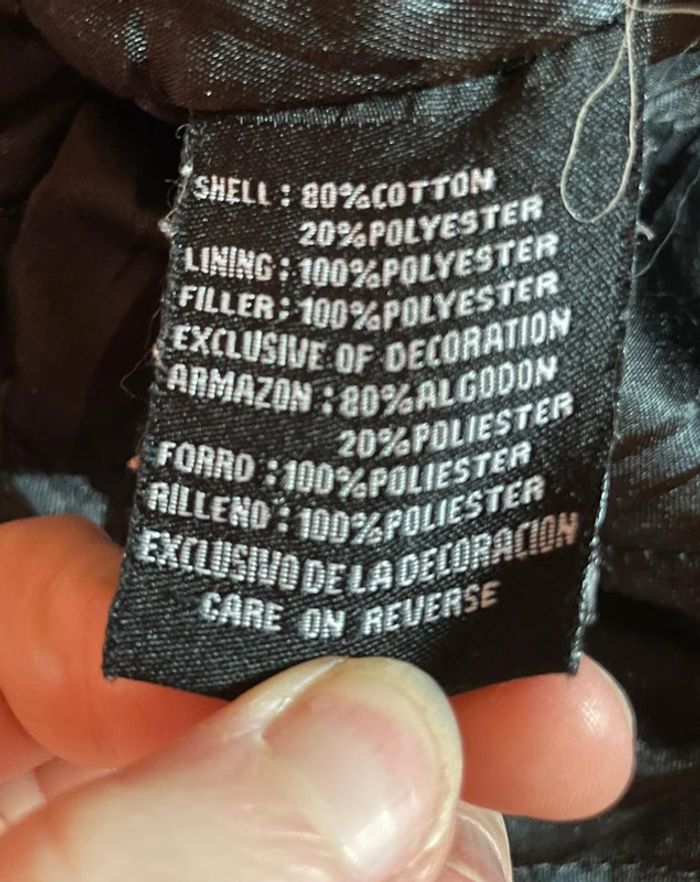 SHELL : 80%COTTON
20%POLYESTER
LINING : 100%POLYESTER
FILLER : 100%POLYESTER
EXCLUSIVE OF DECORATION
ARMAZON : 80%ALGODON
20%POLIESTER
FORRO : 100%POLIESTER
RILLENO : 100%POLIESTER
EXCLUSIVO DE LA DECORACION
CARE ON REVERSE